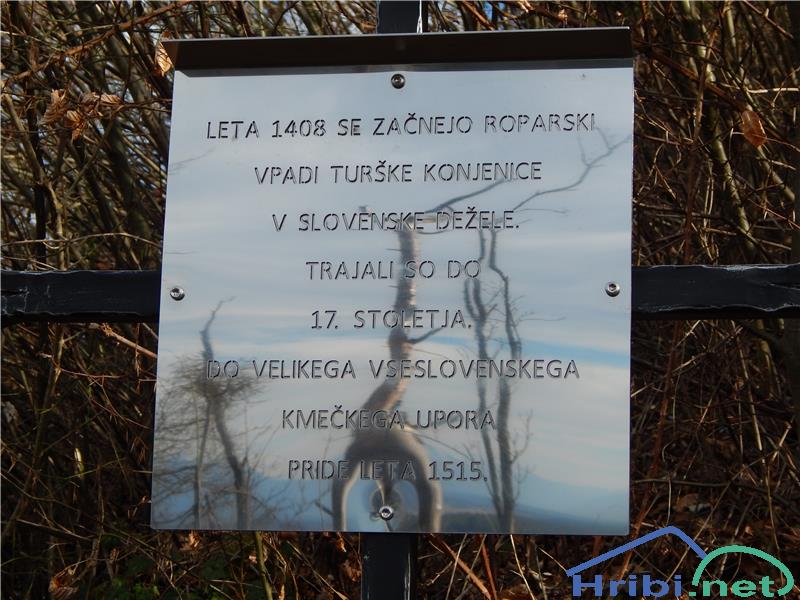 LETA 1408 SE ZAČNEJO ROPARSKI
VPADI TURŠKE KONJENICE
V SLOVENSKE DEŽELE.
TRAJALI SO DO
17. STOLETJA.
DO VELIKEGA VSESLOVENSKEGA
KMEČKEGA UPORA
PRIDE LETA 1515.
Hribi.net